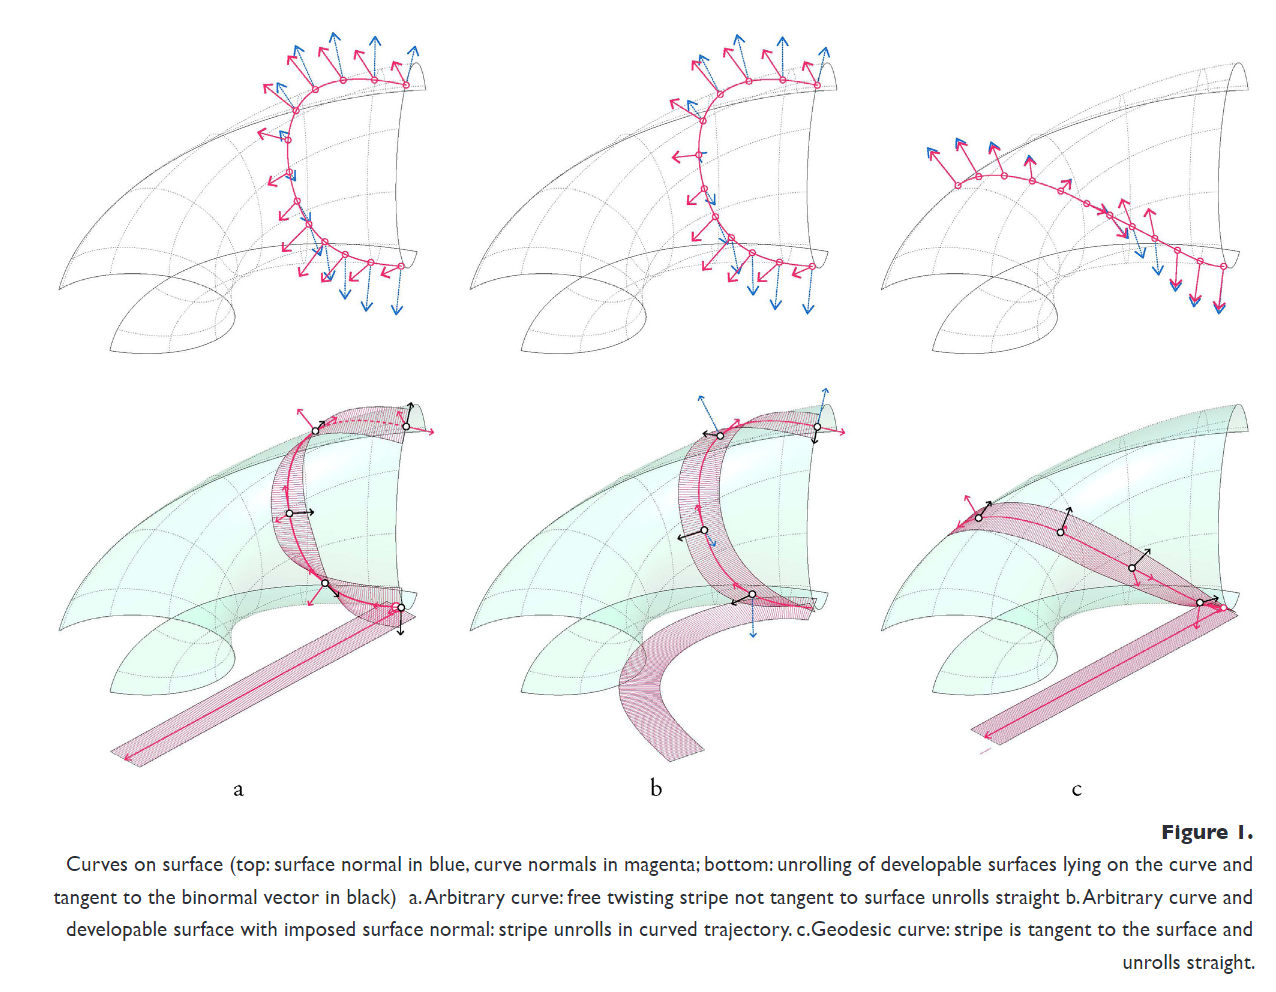 a
b
c
Figure 1.
Curves on surface (top: surface normal in blue, curve normals in magenta; bottom: unrolling of developable surfaces lying on the curve and
tangent to the binormal vector in black)  a. Arbitrary curve: free twisting stripe not tangent to surface unrolls straight b. Arbitrary curve and
developable surface with imposed surface normal: stripe unrolls in curved trajectory. c.Geodesic curve: stripe is tangent to the surface and
unrolls straight.